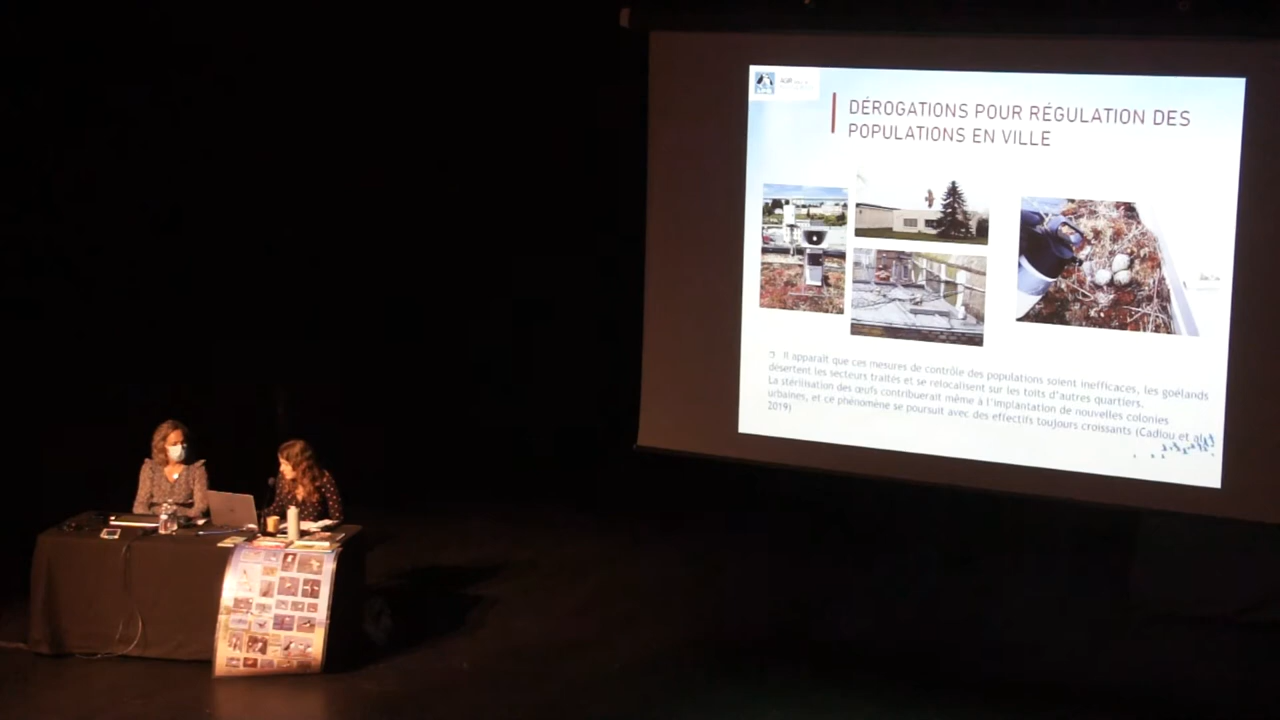 DÉROGATIONS POUR RÉGULATION DES
POPULATIONS EN VILLE
Il apparaît que ces mesures de contrôle des populations soient inefficaces, les goélands
désertent les secteurs traités et se relocalisent sur les toits d'autres quartiers.
La stérilisation des œufs contribuerait même à l'implantation de nouvelles colonies
urbaines, et ce phénomène se poursuit avec des effectifs toujours croissants (Cadiou et al,
2019)